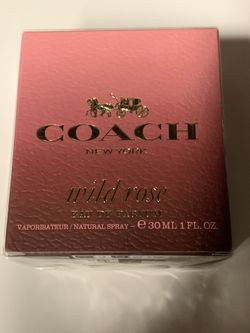 COACH
NEW YORK
wild rose
EAU DE PARFUM
VAPORISATEUR / NATURAL SPRAY – ℮ 30 ML 1 FL. OZ.